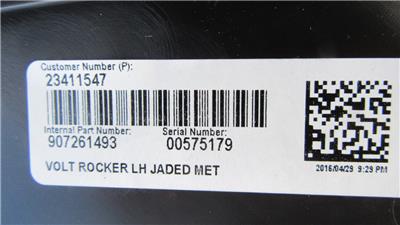 Customer Number (P):
23411547
Internal Part Number: Serial Number:
907261493 00575179
VOLT ROCKER LH JADED MET
2016/04/29 9:29 PM